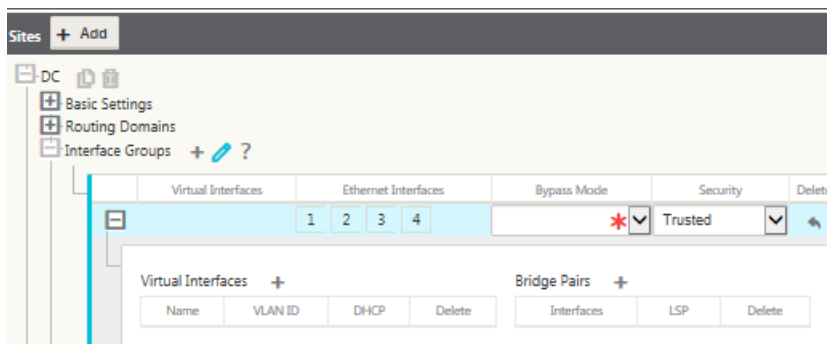 Sites + Add
DC
Basic Settings
Routing Domains
Interface Groups + ?
Virtual Interfaces Ethernet Interfaces Bypass Mode Security Delete
1 2 3 4 * Trusted
Virtual Interfaces + Bridge Pairs +
Name VLAN ID DHCP Delete Interfaces LSP Delete